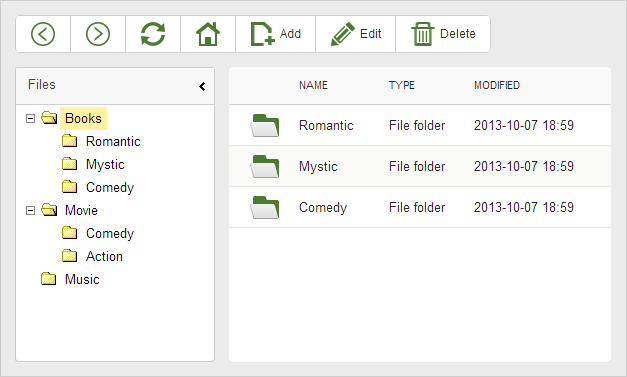 Add Edit Delete
Files
Books
Romantic
Mystic
Comedy
Movie
Comedy
Action
Music
NAME TYPE MODIFIED
Romantic File folder 2013-10-07 18:59
Mystic File folder 2013-10-07 18:59
Comedy File folder 2013-10-07 18:59